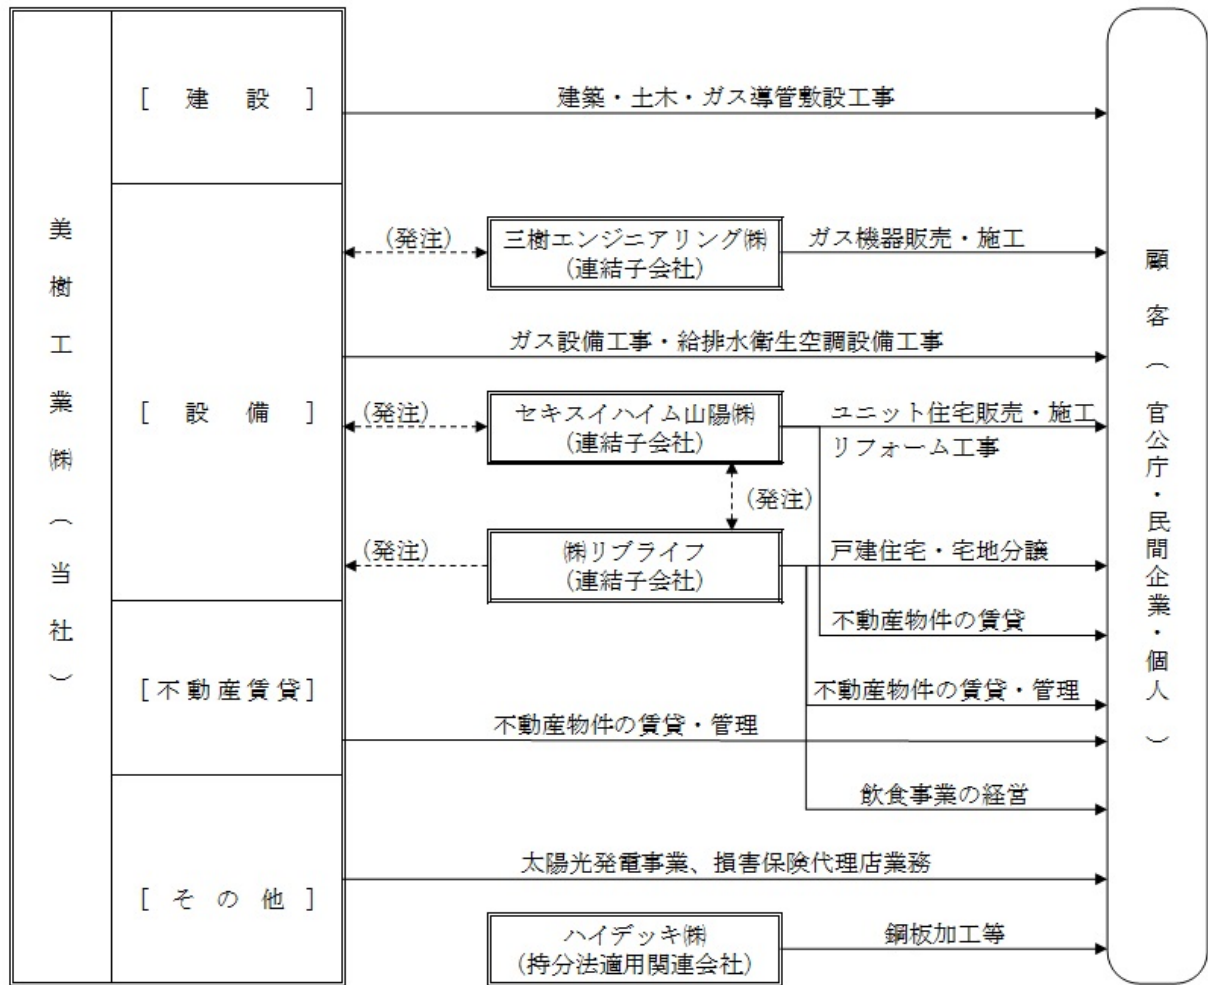 美樹工業㈱（当社）
[建設]
建築・土木・ガス導管敷設工事
(発注)
三樹エンジニアリング㈱
(連結子会社)
ガス機器販売・施工
[設備]
ガス設備工事・給排水衛生空調設備工事
(発注)
セキスイハイム山陽㈱
(連結子会社)
ユニット住宅販売・施工
リフォーム工事
(発注)
(発注)
㈱リブライフ
(連結子会社)
戸建住宅・宅地分譲
不動産物件の賃貸
[不動産賃貸]
不動産物件の賃貸・管理
不動産物件の賃貸・管理
飲食事業の経営
[その他]
太陽光発電事業、損害保険代理店業務
ハイデッキ㈱
(持分法適用関連会社)
鋼板加工等
顧客（官公庁・民間企業・個人）